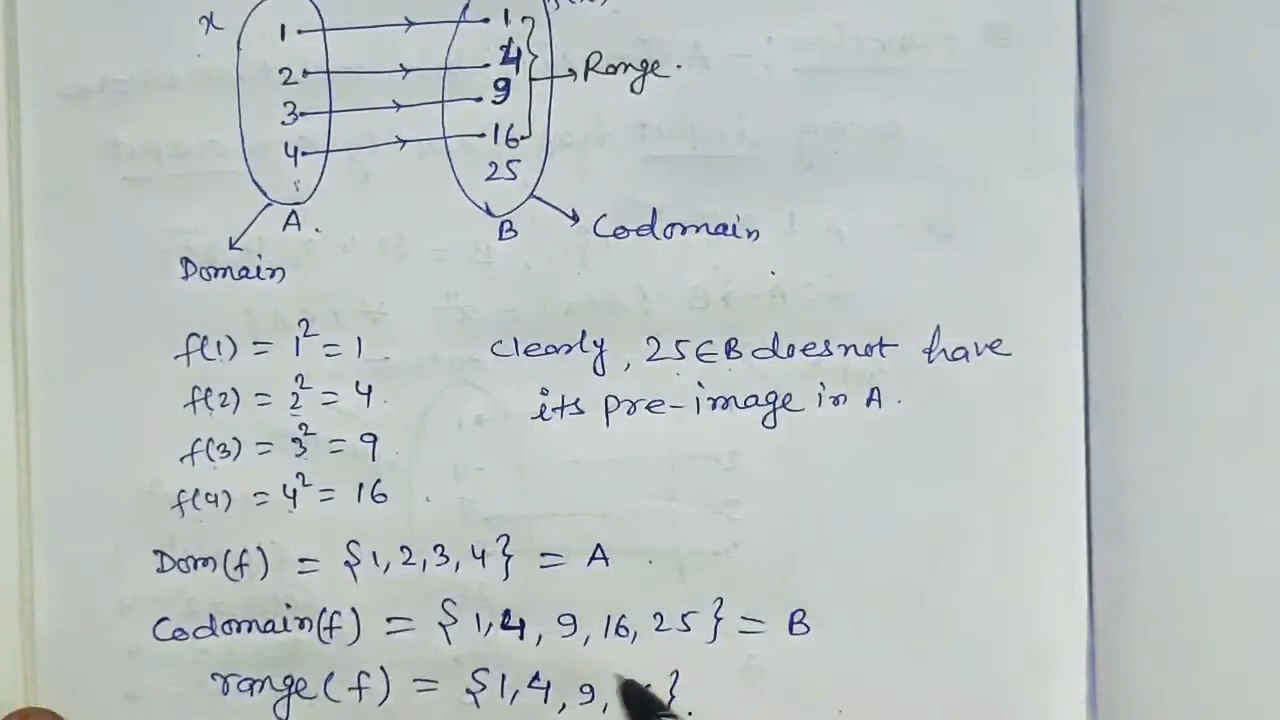 x
1 1
2 4 Range.
3 9
4 16
25
A. B Codomain
Domain
f(1) = 1² = 1
f(2) = 2² = 4
f(3) = 3² = 9
f(4) = 4² = 16
clearly, 25∈B does not have
its pre-image in A.
Dom(f) = {1,2,3,4} = A
Codomain(f) = {1,4,9,16,25} = B
range(f) = {1,4,9, }.